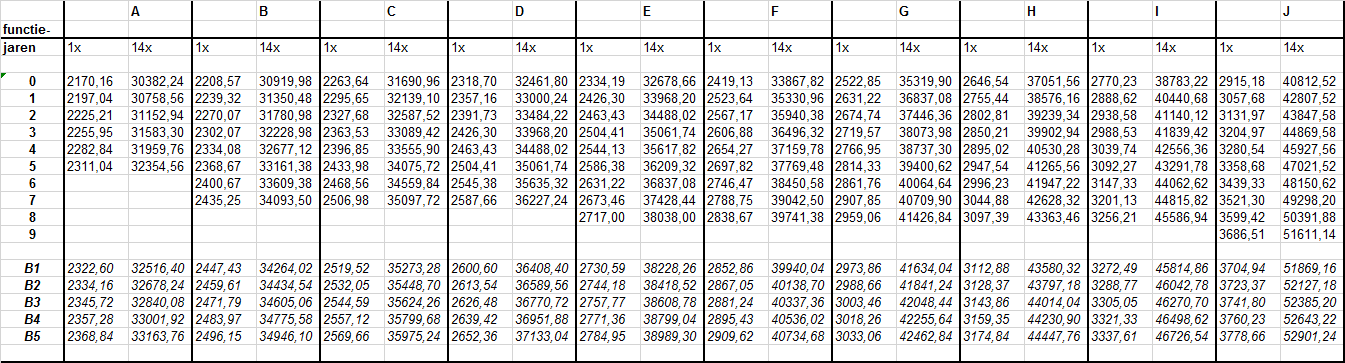 A B C D E F G H I J
functie-
jaren 1x 14x 1x 14x 1x 14x 1x 14x 1x 14x 1x 14x 1x 14x 1x 14x 1x 14x 1x 14x
0 2170,16 30382,24 2208,57 30919,98 2263,64 31690,96 2318,70 32461,80 2334,19 32678,66 2419,13 33867,82 2522,85 35319,90 2646,54 37051,56 2770,23 38783,22 2915,18 40812,52
1 2197,04 30758,56 2239,32 31350,48 2295,65 32139,10 2357,16 33000,24 2426,30 33968,20 2523,64 35330,96 2631,22 36837,08 2755,44 38576,16 2888,62 40440,68 3057,68 42807,52
2 2225,21 31152,94 2270,07 31780,98 2327,68 32587,52 2391,73 33484,22 2463,43 34488,02 2567,17 35940,38 2674,74 37446,36 2802,81 39239,34 2938,58 41140,12 3131,97 43847,58
3 2255,95 31583,30 2302,07 32228,98 2363,53 33089,42 2426,30 33968,20 2504,41 35061,74 2606,88 36496,32 2719,57 38073,98 2850,21 39902,94 2988,53 41839,42 3204,97 44869,58
4 2282,84 31959,76 2334,08 32677,12 2396,85 33555,90 2463,43 34488,02 2544,13 35617,82 2654,27 37159,78 2766,95 38737,30 2895,02 40530,28 3039,74 42556,36 3280,54 45927,56
5 2311,04 32354,56 2368,67 33161,38 2433,98 34075,72 2504,41 35061,74 2586,38 36209,32 2697,82 37769,48 2814,33 39400,62 2947,54 41265,56 3092,27 43291,78 3358,68 47021,52
6 2400,67 33609,38 2468,56 34559,84 2545,38 35635,32 2631,22 36837,08 2746,47 38450,58 2861,76 40064,64 2996,23 41947,22 3147,33 44062,62 3439,33 48150,62
7 2435,25 34093,50 2506,98 35097,72 2587,66 36227,24 2673,46 37428,44 2788,75 39042,50 2907,85 40709,90 3044,88 42628,32 3201,13 44815,82 3521,30 49298,20
8 2717,00 38038,00 2838,67 39741,38 2959,06 41426,84 3097,39 43363,46 3256,21 45586,94 3599,42 50391,88
9 3686,51 51611,14
B1 2322,60 32516,40 2447,43 34264,02 2519,52 35273,28 2600,60 36408,40 2730,59 38228,26 2852,86 39940,04 2973,86 41634,04 3112,88 43580,32 3272,49 45814,86 3704,94 51869,16
B2 2334,16 32678,24 2459,61 34434,54 2532,05 35448,70 2613,54 36589,56 2744,18 38418,52 2867,05 40138,70 2988,66 41841,24 3128,37 43797,18 3288,77 46042,78 3723,37 52127,18
B3 2345,72 32840,08 2471,79 34605,06 2544,59 35624,26 2626,48 36770,72 2757,77 38608,78 2881,24 40337,36 3003,46 42048,44 3143,86 44014,04 3305,05 46270,70 3741,80 52385,20
B4 2357,28 33001,92 2483,97 34775,58 2557,12 35799,68 2639,42 36951,88 2771,36 38799,04 2895,43 40536,02 3018,26 42255,64 3159,35 44230,90 3321,33 46498,62 3760,23 52643,22
B5 2368,84 33163,76 2496,15 34946,10 2569,66 35975,24 2652,36 37133,04 2784,95 38989,30 2909,62 40734,68 3033,06 42462,84 3174,84 44447,76 3337,61 46726,54 3778,66 52901,24